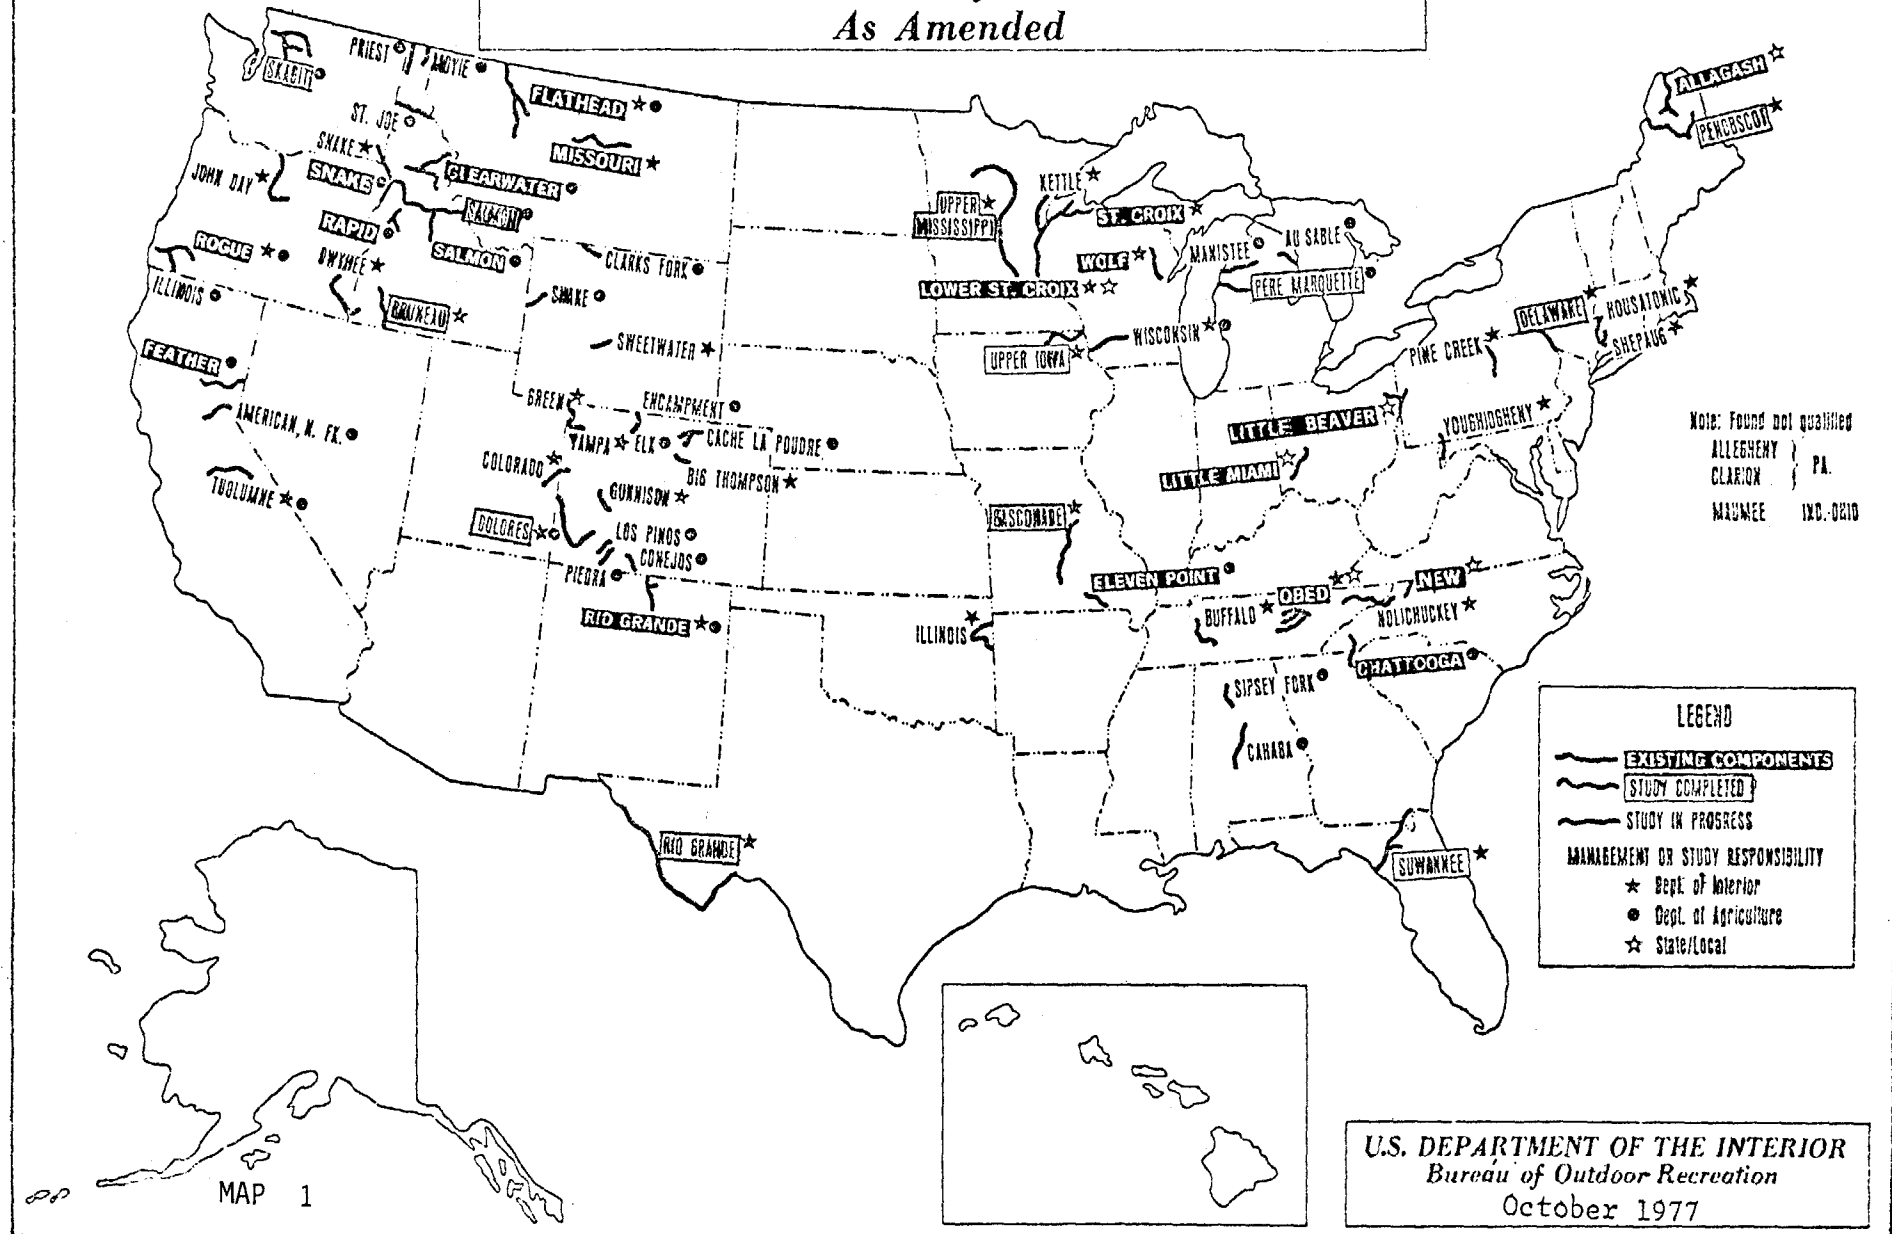 As Amended
PRIEST
MOYIE
SKAGIT
FLATHEAD
ST. JOE
MISSOURI
SNAKE
JOHN DAY
SNAKE
CLEARWATER
SALMON
RAPID
SALMON
ROGUE
OWYHEE
ILLINOIS
BRUNEAU
CLARKS FORK
SNAKE
SWEETWATER
FEATHER
AMERICAN, N. FK.
TUOLUMNE
GREEN
ENCAMPMENT
YAMPA
ELK
CACHE LA POUDRE
COLORADO
BIG THOMPSON
GUNNISON
DOLORES
LOS PINOS
CONEJOS
PIEDRA
RIO GRANDE
RIO GRANDE
UPPER
MISSISSIPPI
KETTLE
ST. CROIX
WOLF
LOWER ST. CROIX
MANISTEE
AU SABLE
PERE MARQUETTE
WISCONSIN
UPPER IOWA
ALLAGASH
PENOBSCOT
DELAWARE
HOUSATONIC
SHEPAUG
PINE CREEK
YOUGHIOGHENY
LITTLE BEAVER
LITTLE MIAMI
GASCONADE
ELEVEN POINT
ILLINOIS
BUFFALO
OBED
NEW
NOLICHUCKEY
CHATTOOGA
SIPSEY FORK
CAHABA
SUWANNEE
Note: Found not qualified
ALLEGHENY
CLARION
PA.
MAUMEE IND.-OHIO
LEGEND
EXISTING COMPONENTS
STUDY COMPLETED
STUDY IN PROGRESS
MANAGEMENT OR STUDY RESPONSIBILITY
★ Dept. of Interior
● Dept. of Agriculture
☆ State/Local
MAP 1
U.S. DEPARTMENT OF THE INTERIOR
Bureau of Outdoor Recreation
October 1977